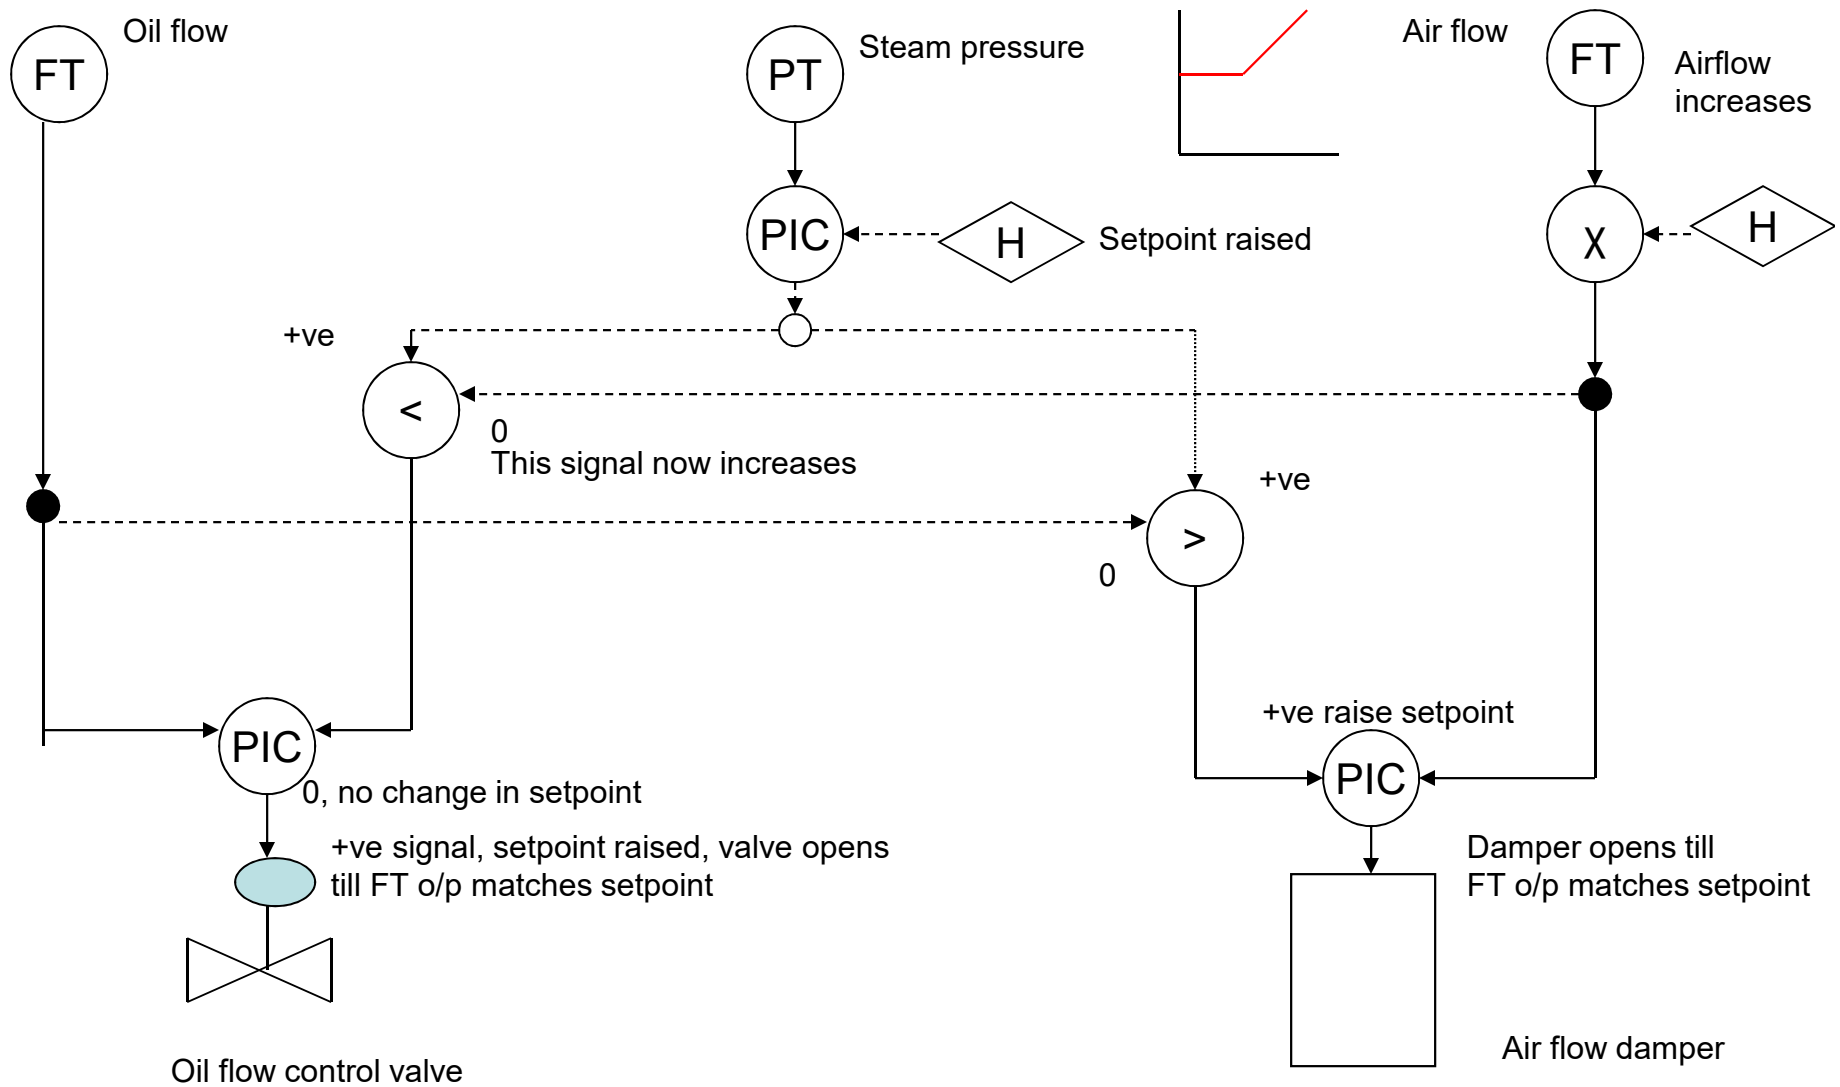 Oil flow
FT
PT
Steam pressure
Air flow
FT
Airflow
increases
PIC
H
Setpoint raised
X
H
+ve
<
0
This signal now increases
+ve
>
0
+ve raise setpoint
PIC
PIC
0, no change in setpoint
+ve signal, setpoint raised, valve opens
till FT o/p matches setpoint
Damper opens till
FT o/p matches setpoint
Air flow damper
Oil flow control valve